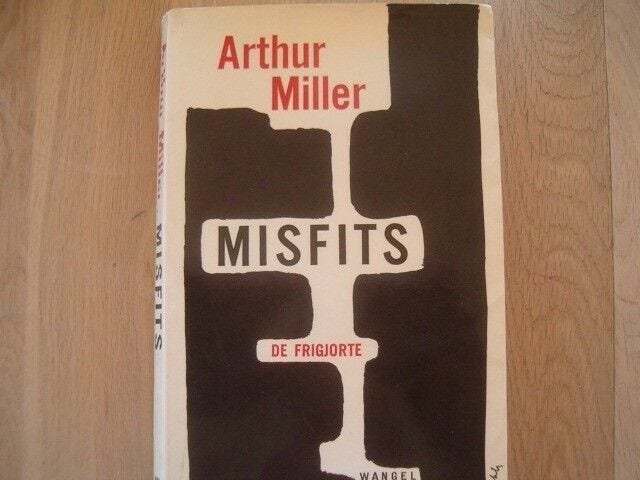 Arthur
Miller
MISFITS
DE FRIGJORTE
WANGEL
Arthur Miller MISFITS